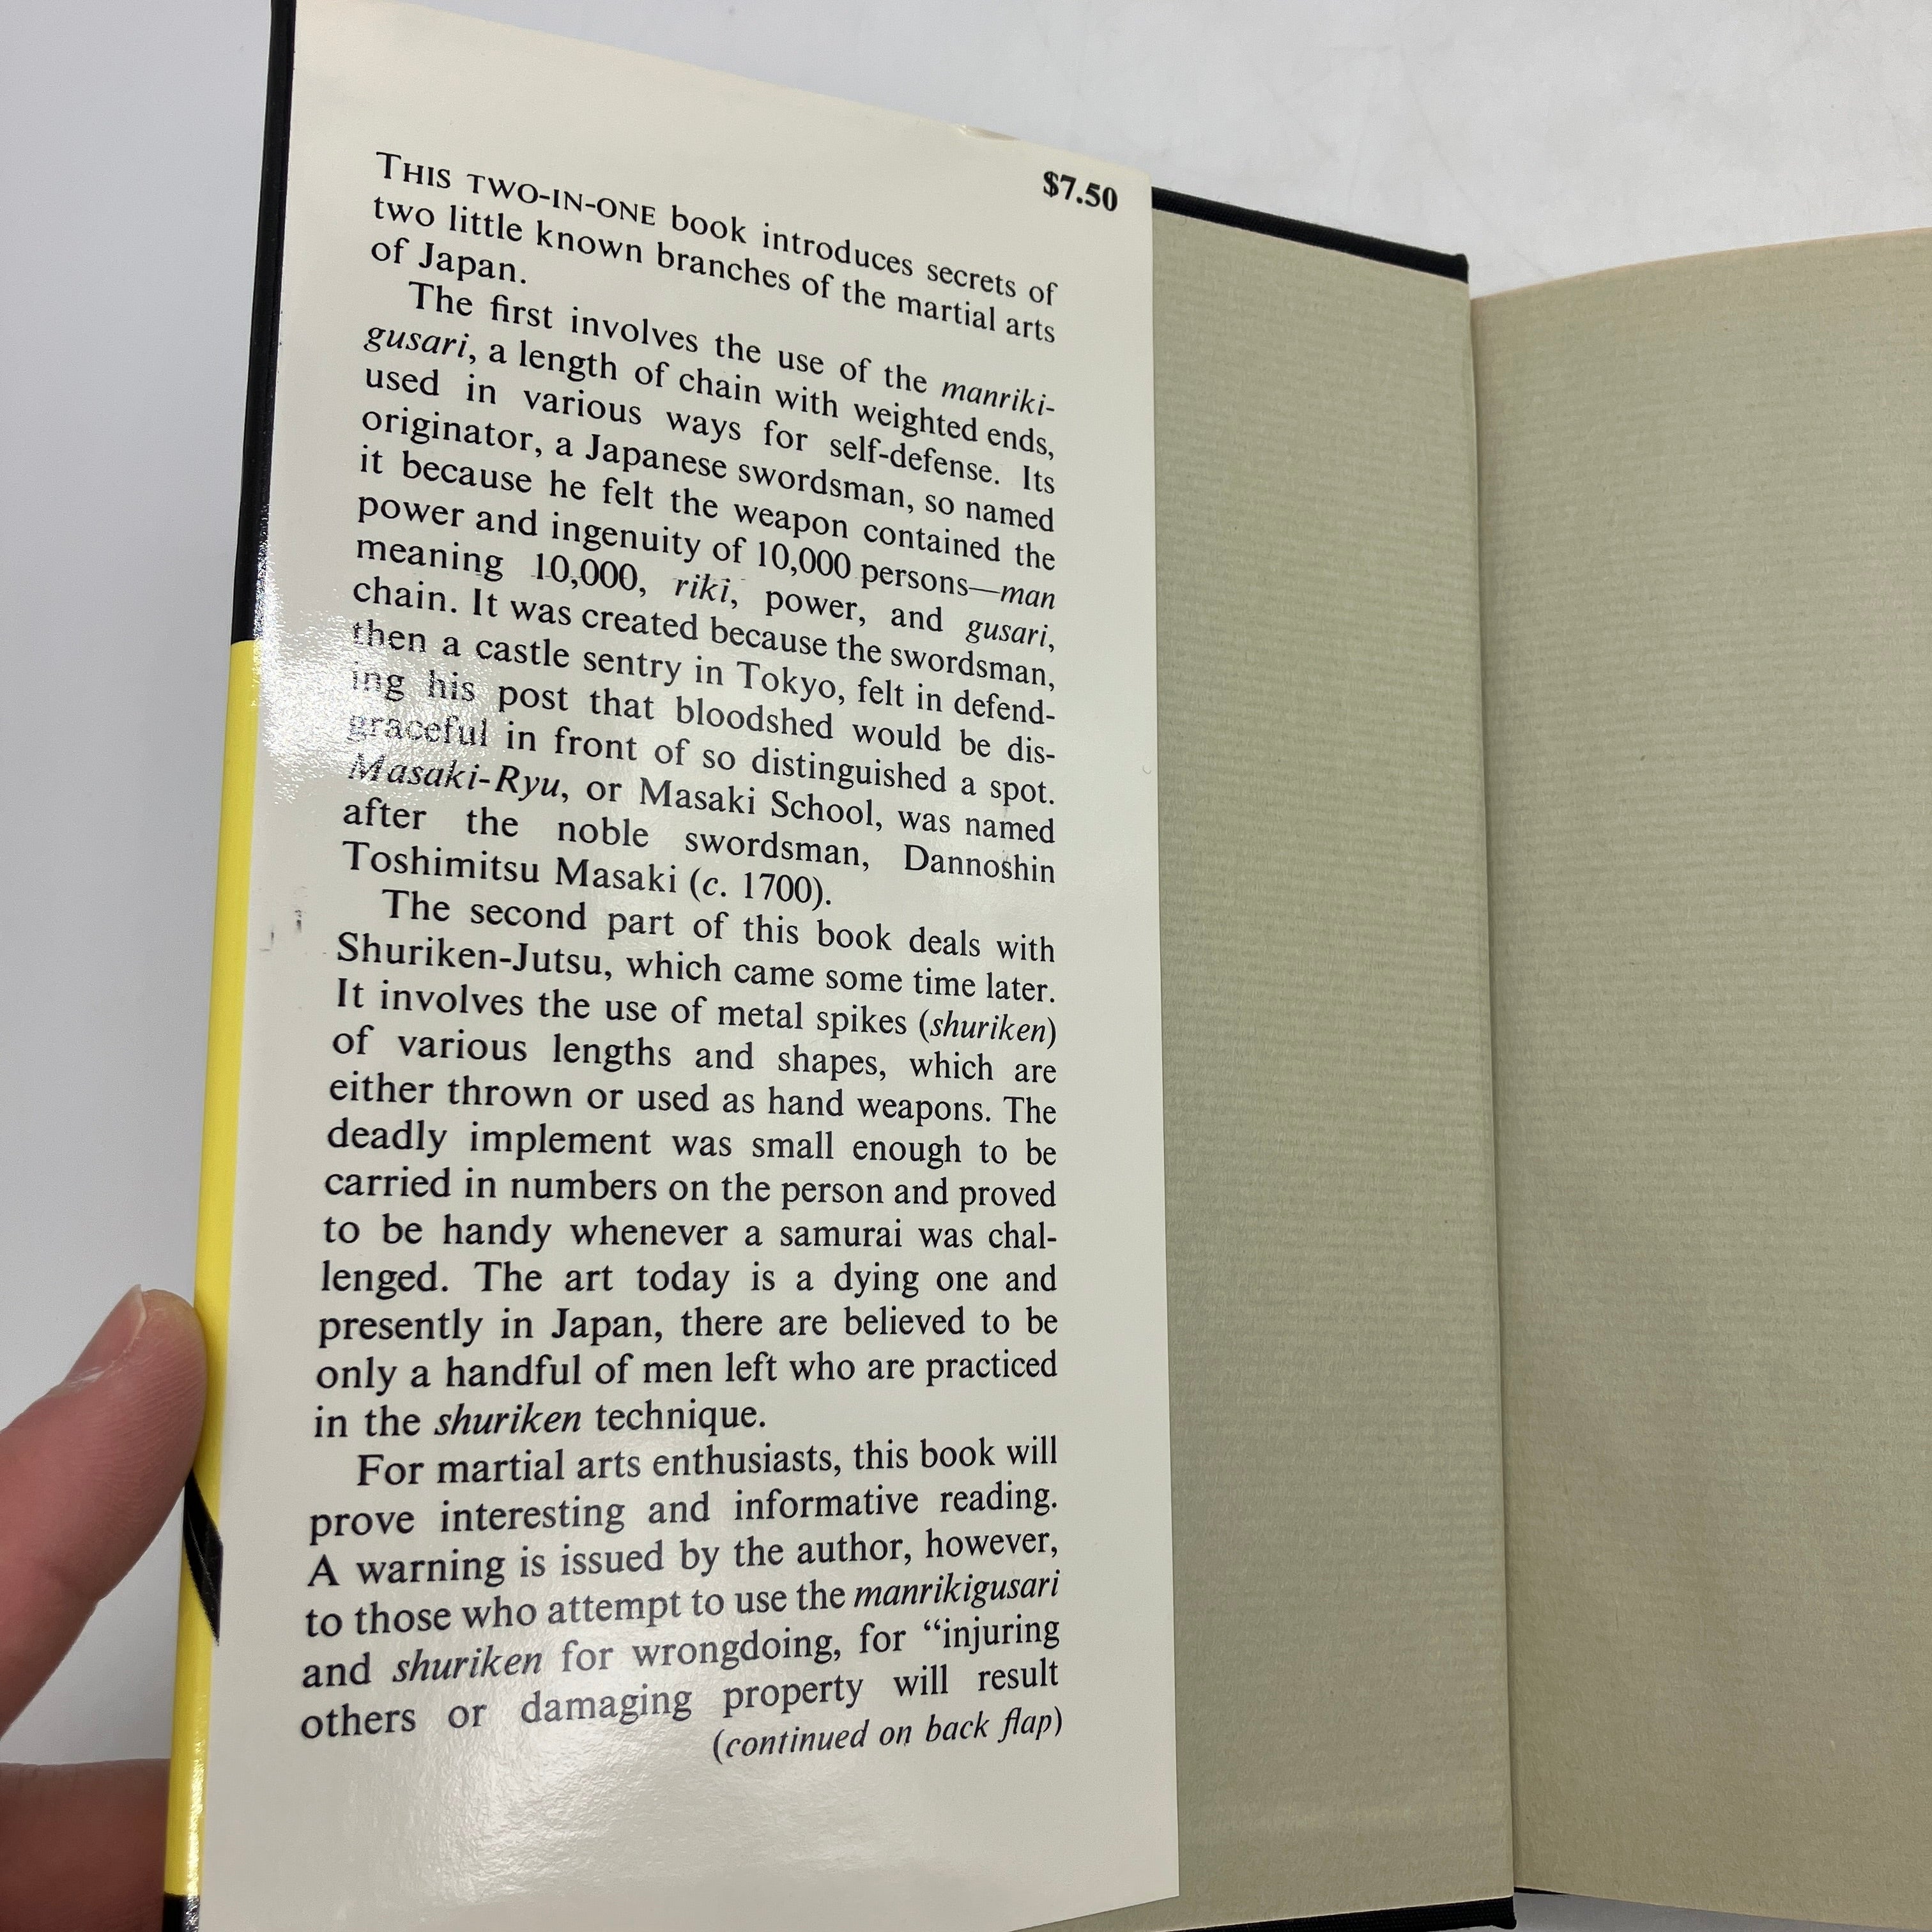 $7.50
THIS TWO-IN-ONE book introduces secrets of
two little known branches of the martial arts
of Japan.
The first involves the use of the manriki-
gusari, a length of chain with weighted ends,
used in various ways for self-defense. Its
originator, a Japanese swordsman, so named
it because he felt the weapon contained the
power and ingenuity of 10,000 persons—man
meaning 10,000, riki, power, and gusari,
chain. It was created because the swordsman,
then a castle sentry in Tokyo, felt in defend-
ing his post that bloodshed would be dis-
graceful in front of so distinguished a spot.
Masaki-Ryu, or Masaki School, was named
after the noble swordsman, Dannoshin
Toshimitsu Masaki (c. 1700).
The second part of this book deals with
Shuriken-Jutsu, which came some time later.
It involves the use of metal spikes (shuriken)
of various lengths and shapes, which are
either thrown or used as hand weapons. The
deadly implement was small enough to be
carried in numbers on the person and proved
to be handy whenever a samurai was chal-
lenged. The art today is a dying one and
presently in Japan, there are believed to be
only a handful of men left who are practiced
in the shuriken technique.
For martial arts enthusiasts, this book will
prove interesting and informative reading.
A warning is issued by the author, however,
to those who attempt to use the manrikigusari
and shuriken for wrongdoing, for “injuring
others or damaging property will result
(continued on back flap)